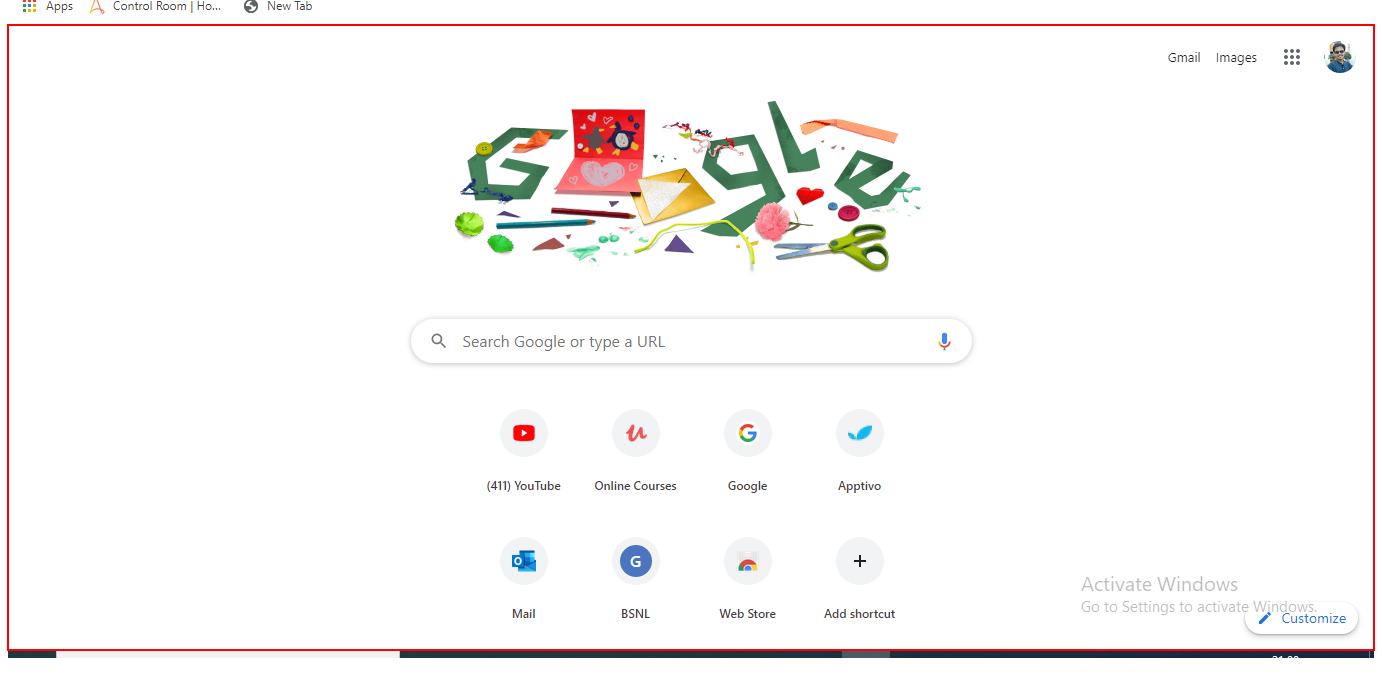 Apps Control Room | Ho... New Tab
Gmail Images
Google
Search Google or type a URL
(411) YouTube Online Courses Google Apptivo
G
Mail BSNL Web Store Add shortcut
Activate Windows
Go to Settings to activate Windows.
Customize